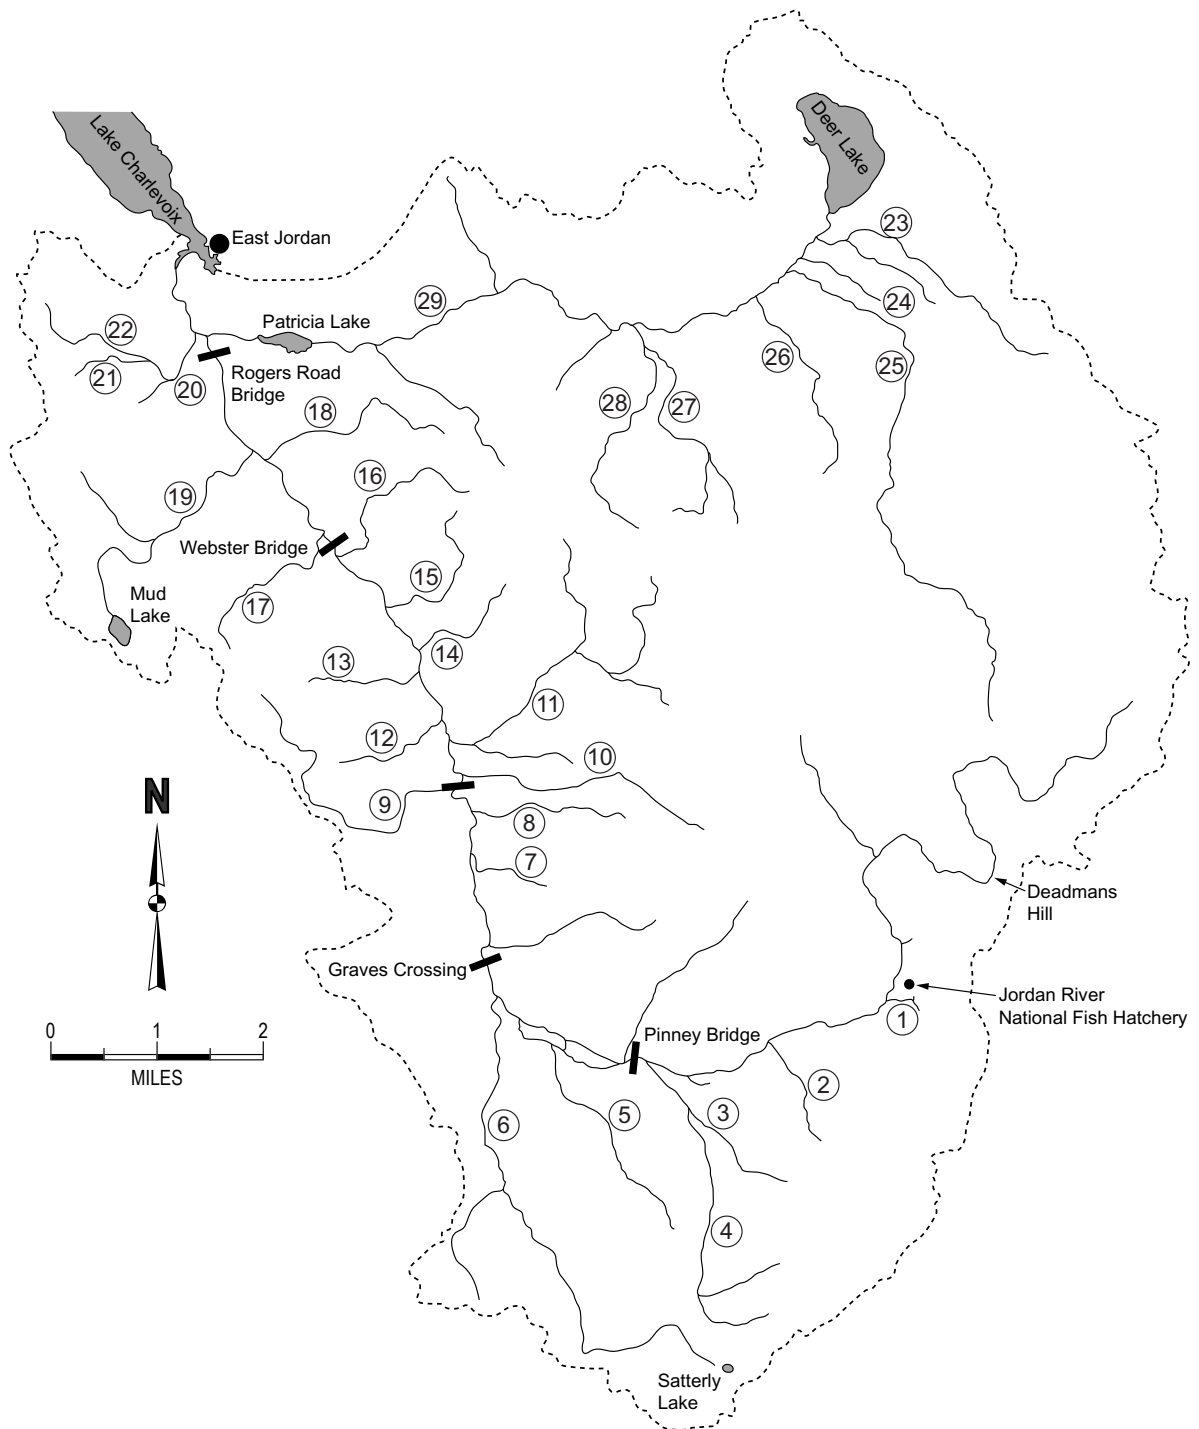 Deer Lake
Lake Charlevoix
23
East Jordan
24
29
Patricia Lake
22
26
25
21
20
Rogers Road
Bridge
28
27
18
16
19
Webster Bridge
15
Mud
Lake
17
14
13
11
12
10
N
9
8
7
Deadmans
Hill
Graves Crossing
Jordan River
National Fish Hatchery
1
0 1 2
MILES
Pinney Bridge
2
3
5
6
4
Satterly
Lake